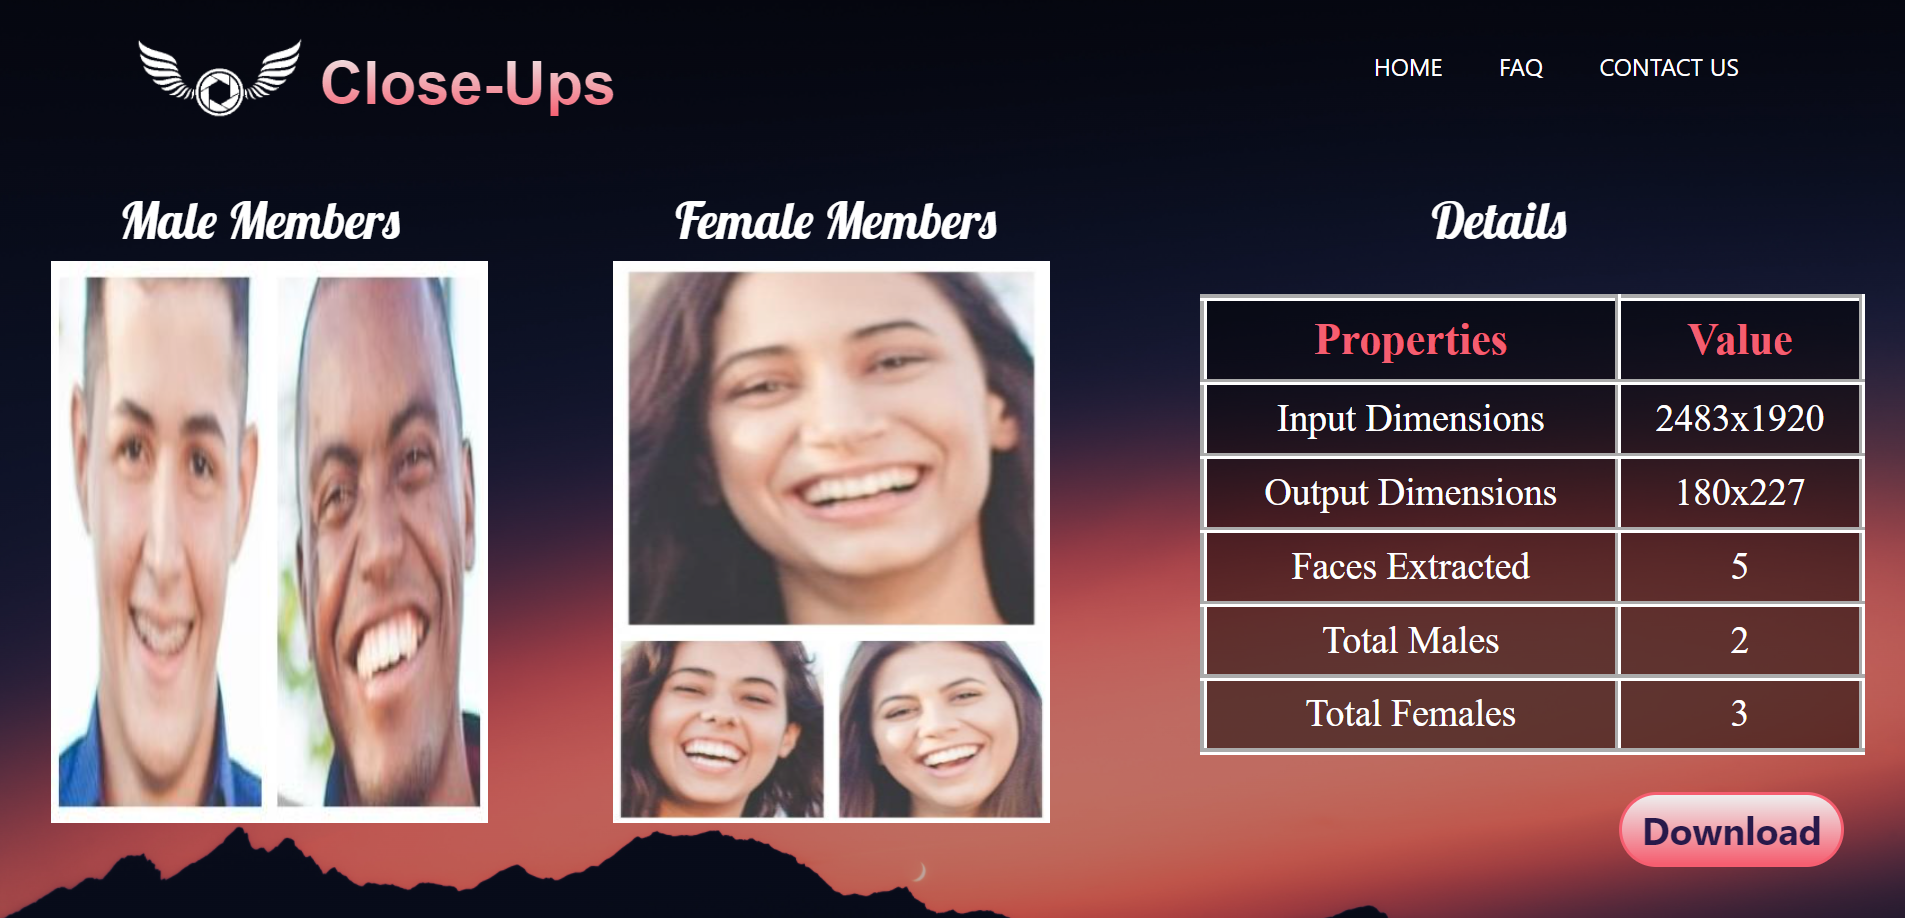 Close-Ups
HOME FAQ CONTACT US
Male Members
Female Members
Details
Properties Value
Input Dimensions 2483x1920
Output Dimensions 180x227
Faces Extracted 5
Total Males 2
Total Females 3
Download